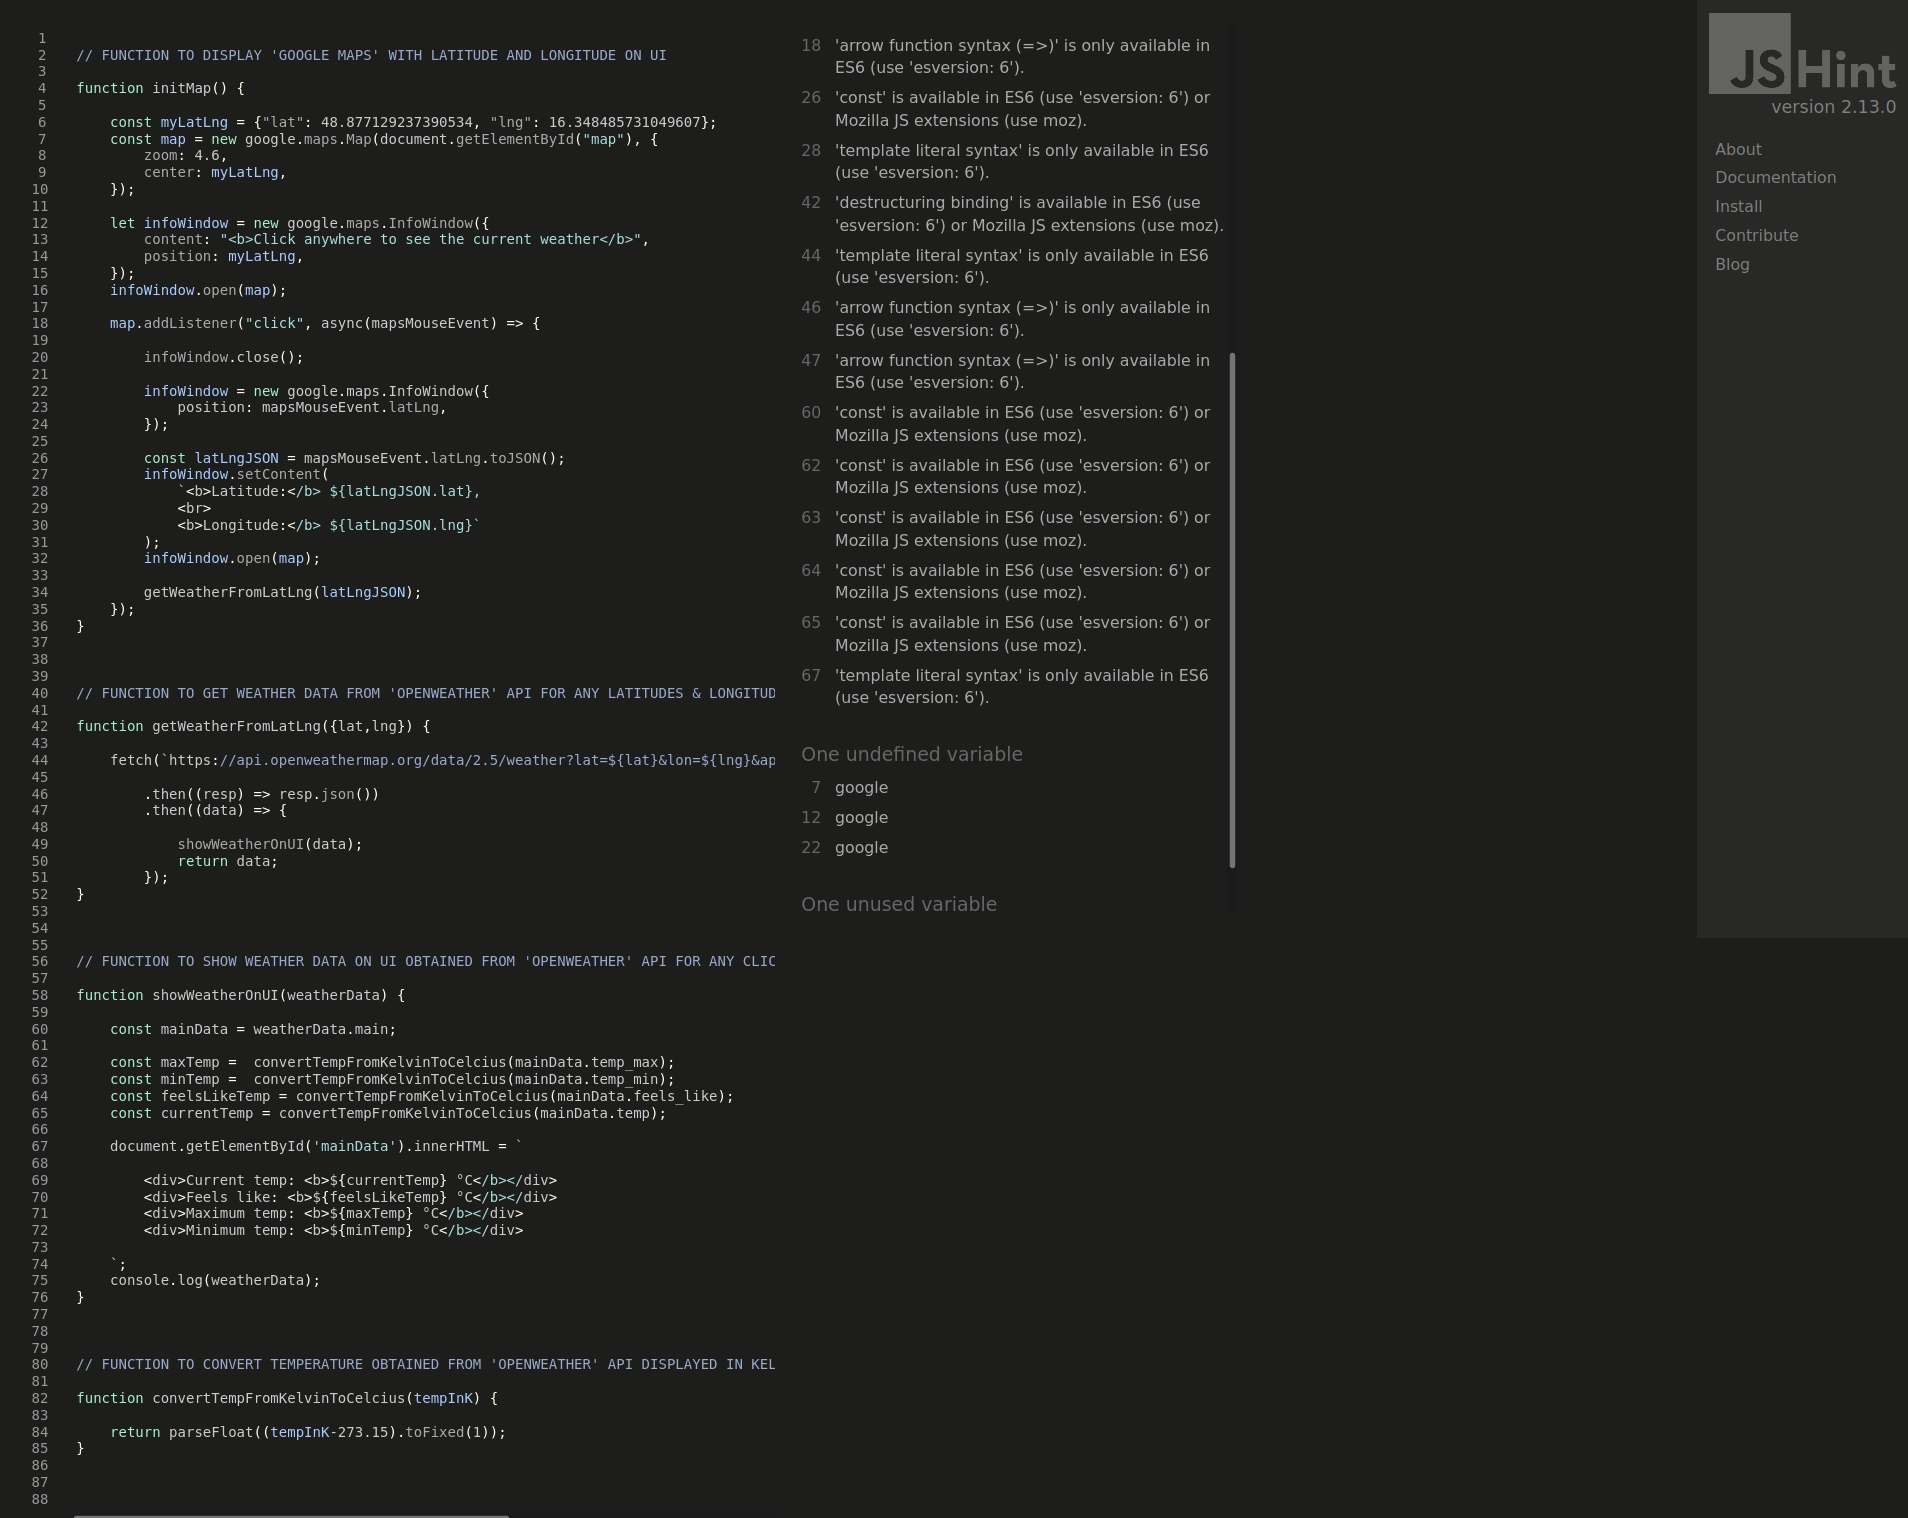 1
2 // FUNCTION TO DISPLAY 'GOOGLE MAPS' WITH LATITUDE AND LONGITUDE ON UI
3
4 function initMap() {
5
6 const myLatLng = {"lat": 48.877129237390534, "lng": 16.348485731049607};
7 const map = new google.maps.Map(document.getElementById("map"), {
8 zoom: 4.6,
9 center: myLatLng,
10 });
11
12 let infoWindow = new google.maps.InfoWindow({
13 content: "<b>Click anywhere to see the current weather</b>",
14 position: myLatLng,
15 });
16 infoWindow.open(map);
17
18 map.addListener("click", async(mapsMouseEvent) => {
19
20 infoWindow.close();
21
22 infoWindow = new google.maps.InfoWindow({
23 position: mapsMouseEvent.latLng,
24 });
25
26 const latLngJSON = mapsMouseEvent.latLng.toJSON();
27 infoWindow.setContent(
28 `<b>Latitude:</b> ${latLngJSON.lat},
29 <br>
30 <b>Longitude:</b> ${latLngJSON.lng}`
31 );
32 infoWindow.open(map);
33
34 getWeatherFromLatLng(latLngJSON);
35 });
36 }
37
38
39
40 // FUNCTION TO GET WEATHER DATA FROM 'OPENWEATHER' API FOR ANY LATITUDES & LONGITUD
41
42 function getWeatherFromLatLng({lat,lng}) {
43
44 fetch(`https://api.openweathermap.org/data/2.5/weather?lat=${lat}&lon=${lng}&ap
45
46 .then((resp) => resp.json())
47 .then((data) => {
48
49 showWeatherOnUI(data);
50 return data;
51 });
52 }
53
54
55
56 // FUNCTION TO SHOW WEATHER DATA ON UI OBTAINED FROM 'OPENWEATHER' API FOR ANY CLIC
57
58 function showWeatherOnUI(weatherData) {
59
60 const mainData = weatherData.main;
61
62 const maxTemp =  convertTempFromKelvinToCelcius(mainData.temp_max);
63 const minTemp =  convertTempFromKelvinToCelcius(mainData.temp_min);
64 const feelsLikeTemp = convertTempFromKelvinToCelcius(mainData.feels_like);
65 const currentTemp = convertTempFromKelvinToCelcius(mainData.temp);
66
67 document.getElementById('mainData').innerHTML = `
68
69 <div>Current temp: <b>${currentTemp} °C</b></div>
70 <div>Feels like: <b>${feelsLikeTemp} °C</b></div>
71 <div>Maximum temp: <b>${maxTemp} °C</b></div>
72 <div>Minimum temp: <b>${minTemp} °C</b></div>
73
74 `;
75 console.log(weatherData);
76 }
77
78
79
80 // FUNCTION TO CONVERT TEMPERATURE OBTAINED FROM 'OPENWEATHER' API DISPLAYED IN KEL
81
82 function convertTempFromKelvinToCelcius(tempInK) {
83
84 return parseFloat((tempInK-273.15).toFixed(1));
85 }
86
87
88
18 'arrow function syntax (=>)' is only available in
ES6 (use 'esversion: 6').
26 'const' is available in ES6 (use 'esversion: 6') or
Mozilla JS extensions (use moz).
28 'template literal syntax' is only available in ES6
(use 'esversion: 6').
42 'destructuring binding' is available in ES6 (use
'esversion: 6') or Mozilla JS extensions (use moz).
44 'template literal syntax' is only available in ES6
(use 'esversion: 6').
46 'arrow function syntax (=>)' is only available in
ES6 (use 'esversion: 6').
47 'arrow function syntax (=>)' is only available in
ES6 (use 'esversion: 6').
60 'const' is available in ES6 (use 'esversion: 6') or
Mozilla JS extensions (use moz).
62 'const' is available in ES6 (use 'esversion: 6') or
Mozilla JS extensions (use moz).
63 'const' is available in ES6 (use 'esversion: 6') or
Mozilla JS extensions (use moz).
64 'const' is available in ES6 (use 'esversion: 6') or
Mozilla JS extensions (use moz).
65 'const' is available in ES6 (use 'esversion: 6') or
Mozilla JS extensions (use moz).
67 'template literal syntax' is only available in ES6
(use 'esversion: 6').
One undefined variable
7 google
12 google
22 google
One unused variable
JSHint
version 2.13.0
About
Documentation
Install
Contribute
Blog